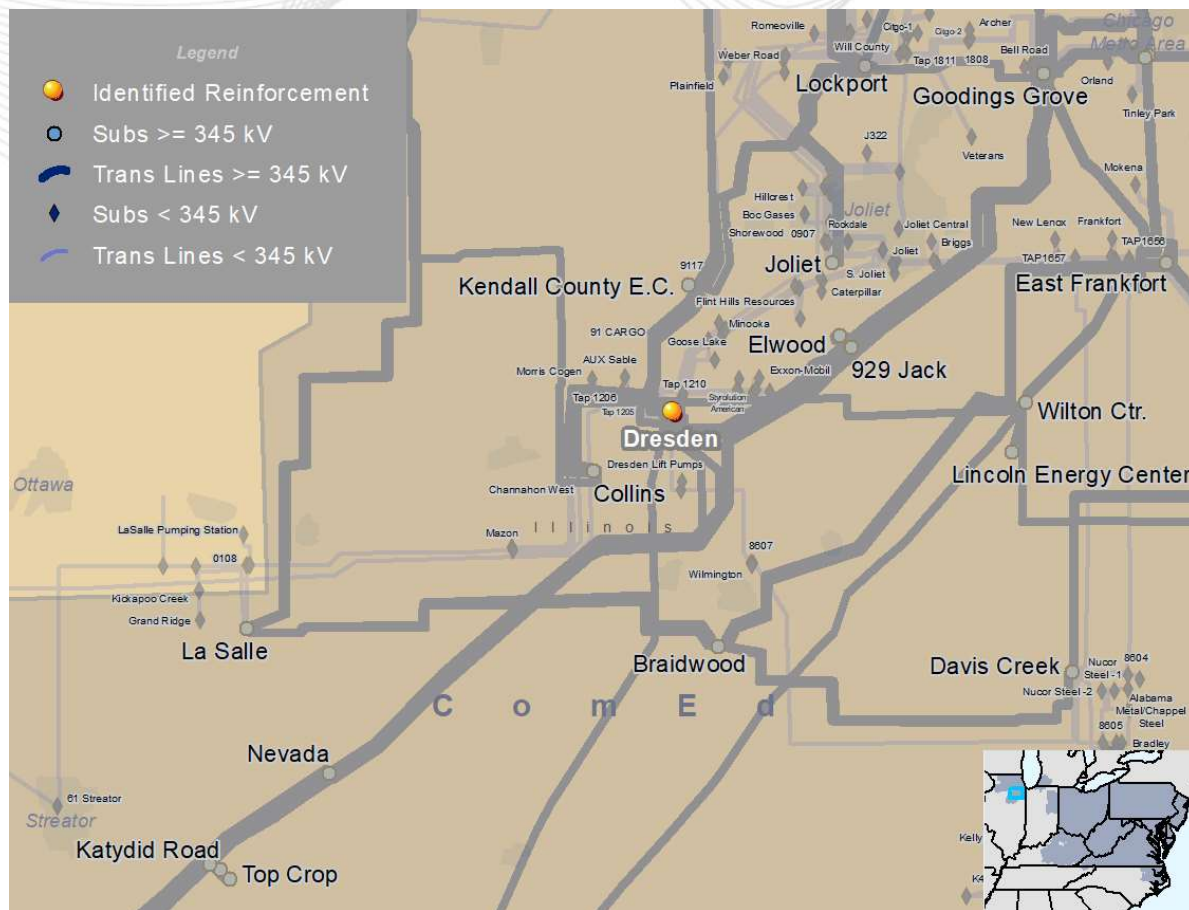 Legend
Identified Reinforcement
Subs >= 345 kV
Trans Lines >= 345 kV
Subs < 345 kV
Trans Lines < 345 kV
Romeoville
Citgo-1
Archer
Chicago
Metro Area
Will County
Citgo-2
Weber Road
Bell Road
Tap 1811
1808
Plainfield
Lockport
Orland
Goodings Grove
Tinley Park
J322
Veterans
Mokena
Hillcrest
Boc Gases
Joliet
Rockdale
Joliet Central
New Lenox
Frankfort
Shorewood
0907
Briggs
TAP1656
Joliet
Joliet
TAP1657
S. Joliet
9117
Kendall County E.C.
Caterpillar
East Frankfort
Flint Hills Resources
Minooka
91 CARGO
Goose Lake
Elwood
AUX Sable
929 Jack
Morris Cogen
Exxon-Mobil
Tap 1210
Tap 1206
Styrolution
American
Tap 1205
Wilton Ctr.
Dresden
Dresden Lift Pumps
Lincoln Energy Center
Ottawa
Channahon West
Collins
Illinois
LaSalle Pumping Station
Mazon
8607
0108
Wilmington
Kickapoo Creek
Grand Ridge
La Salle
Braidwood
Davis Creek
Nucor
Steel -1
8604
Nucor Steel -2
Alabama
Metal/Chappel
Steel
ComEd
8605
Bradley
Nevada
61 Streator
Streator
Katydid Road
Top Crop
Kelly
K4